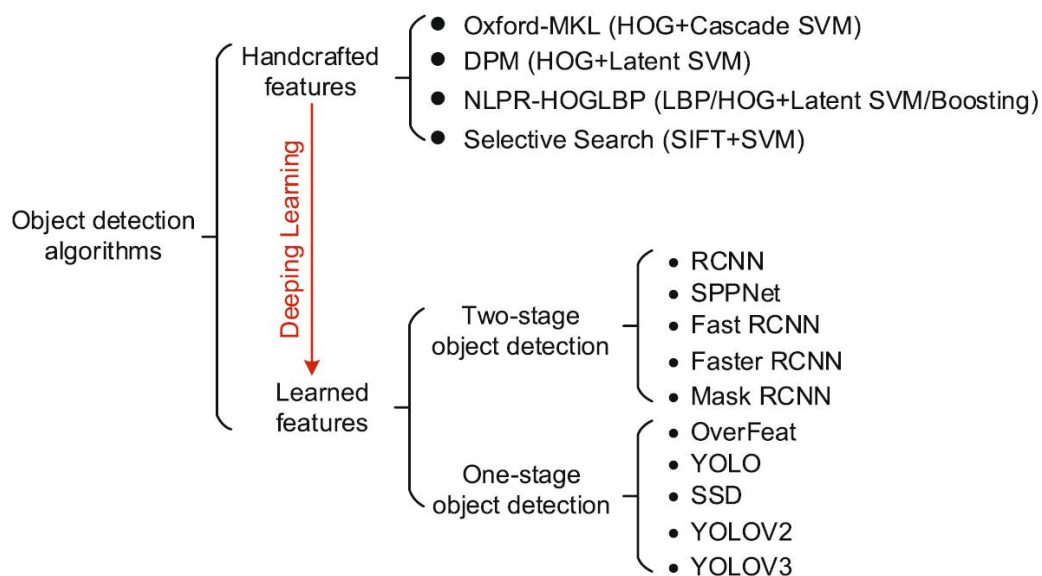 Object detection
algorithms
Handcrafted
features
Deeping Learning
Learned
features
● Oxford-MKL (HOG+Cascade SVM)
● DPM (HOG+Latent SVM)
● NLPR-HOGLBP (LBP/HOG+Latent SVM/Boosting)
● Selective Search (SIFT+SVM)
Two-stage
object detection
• RCNN
• SPPNet
• Fast RCNN
• Faster RCNN
• Mask RCNN
One-stage
object detection
• OverFeat
• YOLO
• SSD
• YOLOV2
• YOLOV3